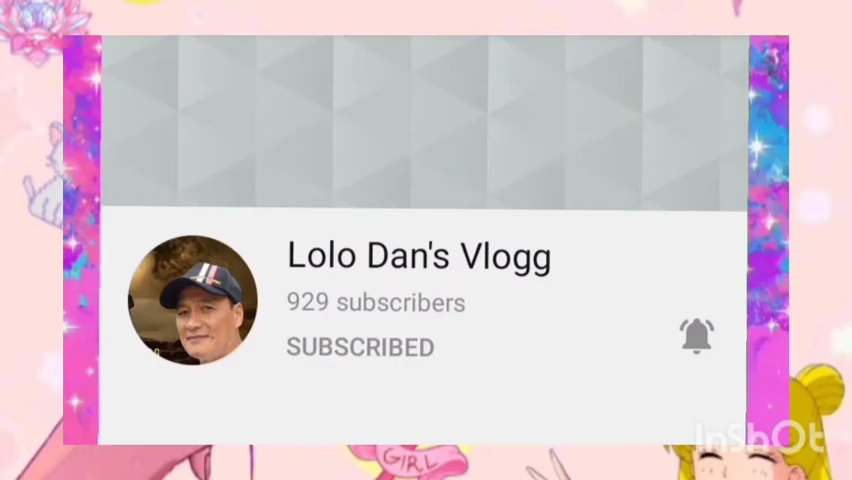 Lolo Dan's Vlogg
929 subscribers
SUBSCRIBED
GIRL
InShOt